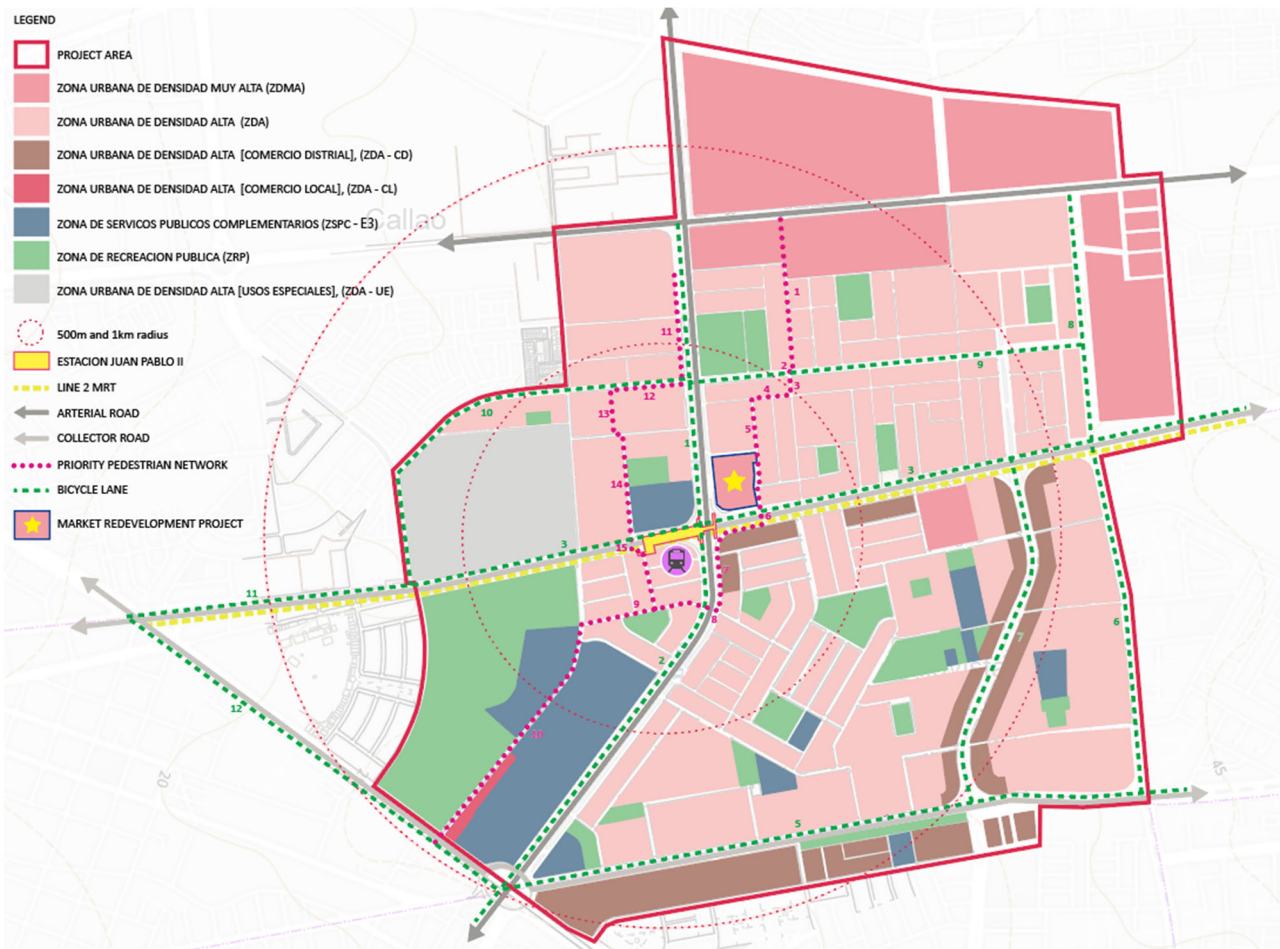 LEGEND
PROJECT AREA
ZONA URBANA DE DENSIDAD MUY ALTA (ZDMA)
ZONA URBANA DE DENSIDAD ALTA (ZDA)
ZONA URBANA DE DENSIDAD ALTA [COMERCIO DISTRIAL], (ZDA - CD)
ZONA URBANA DE DENSIDAD ALTA [COMERCIO LOCAL], (ZDA - CL)
ZONA DE SERVICOS PUBLICOS COMPLEMENTARIOS (ZSPC - E3)
ZONA DE RECREACION PUBLICA (ZRP)
ZONA URBANA DE DENSIDAD ALTA [USOS ESPECIALES], (ZDA - UE)
500m and 1km radius
ESTACION JUAN PABLO II
LINE 2 MRT
ARTERIAL ROAD
COLLECTOR ROAD
PRIORITY PEDESTRIAN NETWORK
BICYCLE LANE
MARKET REDEVELOPMENT PROJECT
Callao
1
11
8
2
9
3
4
12
10
13
5
1
3
14
6
3
15
7
11
9
8
6
7
2
12
10
20
45
5